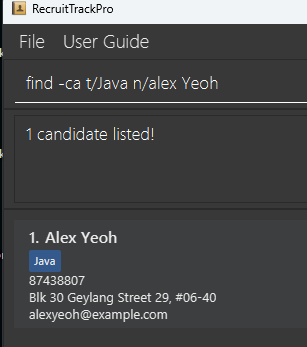 RecruitTrackPro
File User Guide
find -ca t/Java n/alex Yeoh
1 candidate listed!
1. Alex Yeoh
Java
87438807
Blk 30 Geylang Street 29, #06-40
alexyeoh@example.com